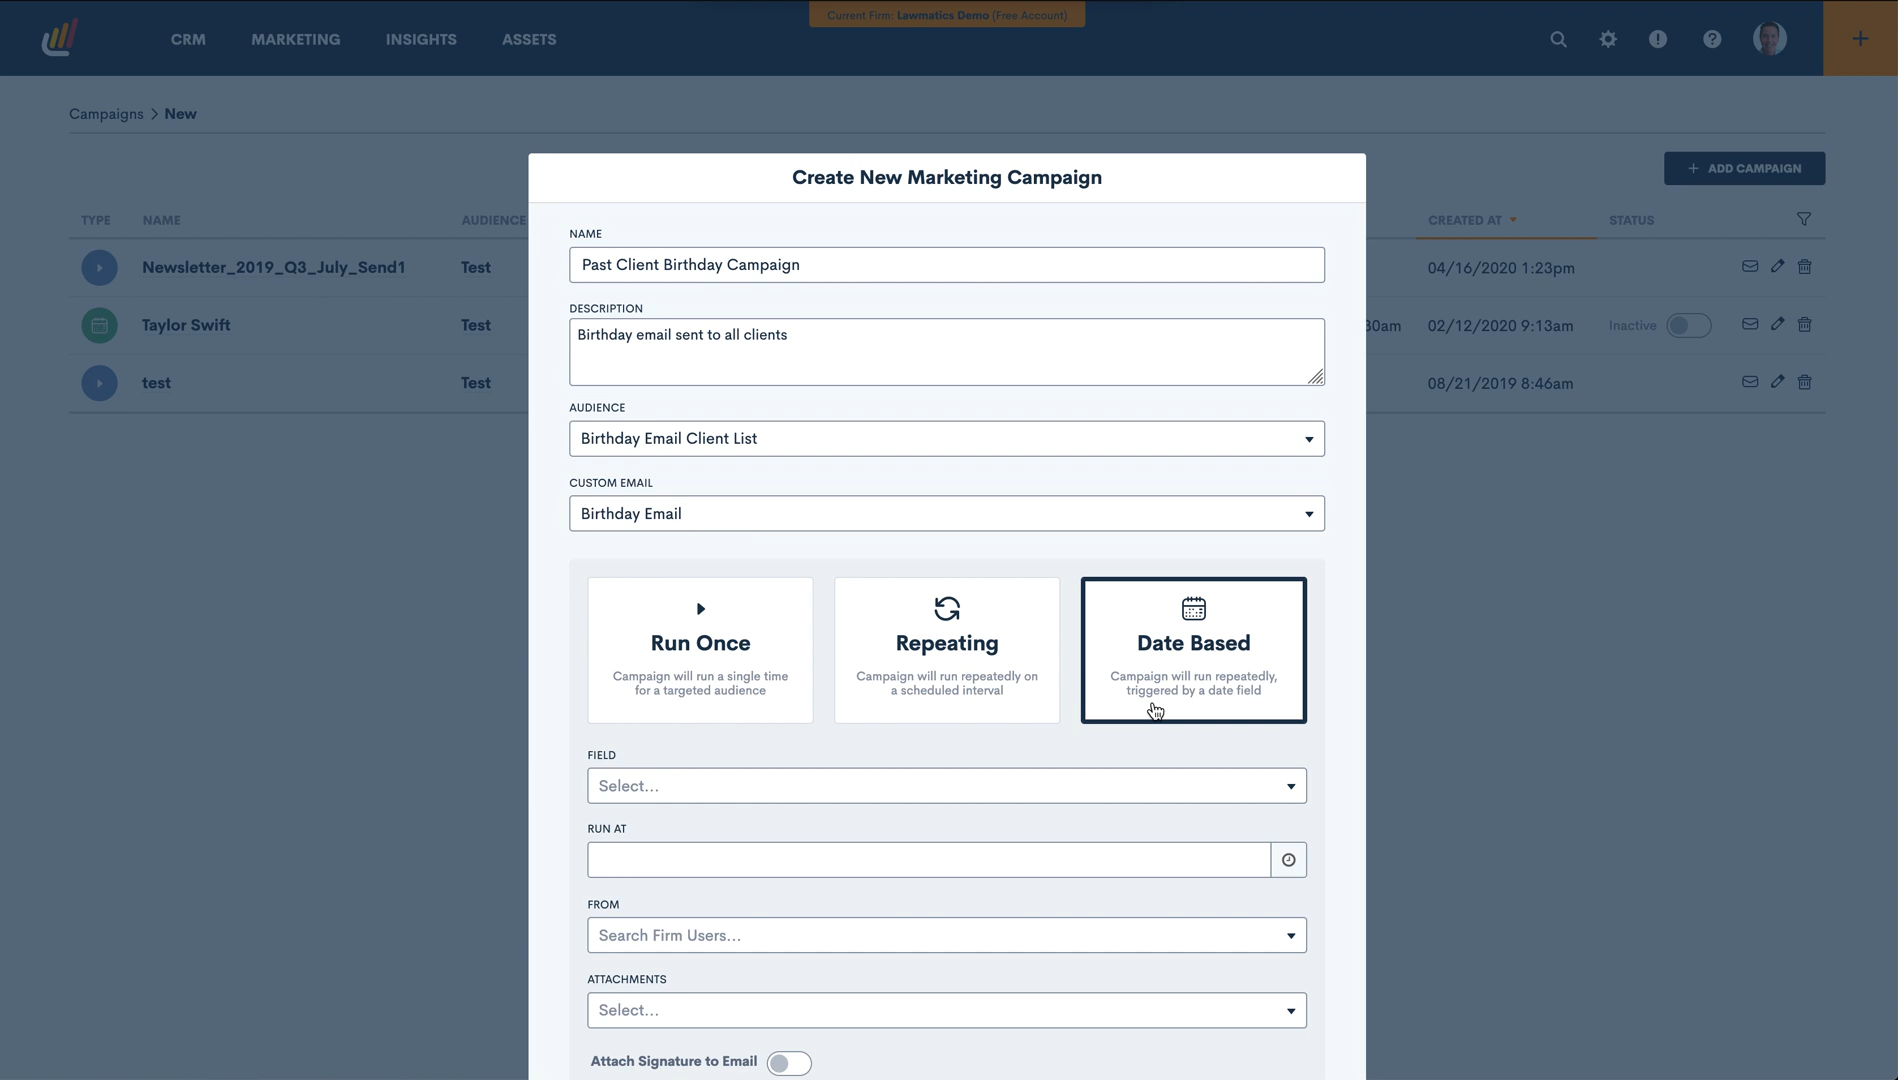 Current Firm: Lawmatics Demo (Free Account)
CRM MARKETING INSIGHTS ASSETS
Campaigns > New
+ ADD CAMPAIGN
TYPE NAME AUDIENCE CREATED AT STATUS
Newsletter_2019_Q3_July_Send1 Test 04/16/2020 1:23pm
Taylor Swift Test 30am 02/12/2020 9:13am Inactive
test Test 08/21/2019 8:46am
Create New Marketing Campaign
NAME
Past Client Birthday Campaign
DESCRIPTION
Birthday email sent to all clients
AUDIENCE
Birthday Email Client List
CUSTOM EMAIL
Birthday Email
Run Once
Campaign will run a single time
for a targeted audience
Repeating
Campaign will run repeatedly on
a scheduled interval
Date Based
Campaign will run repeatedly,
triggered by a date field
FIELD
Select...
RUN AT
FROM
Search Firm Users...
ATTACHMENTS
Select...
Attach Signature to Email